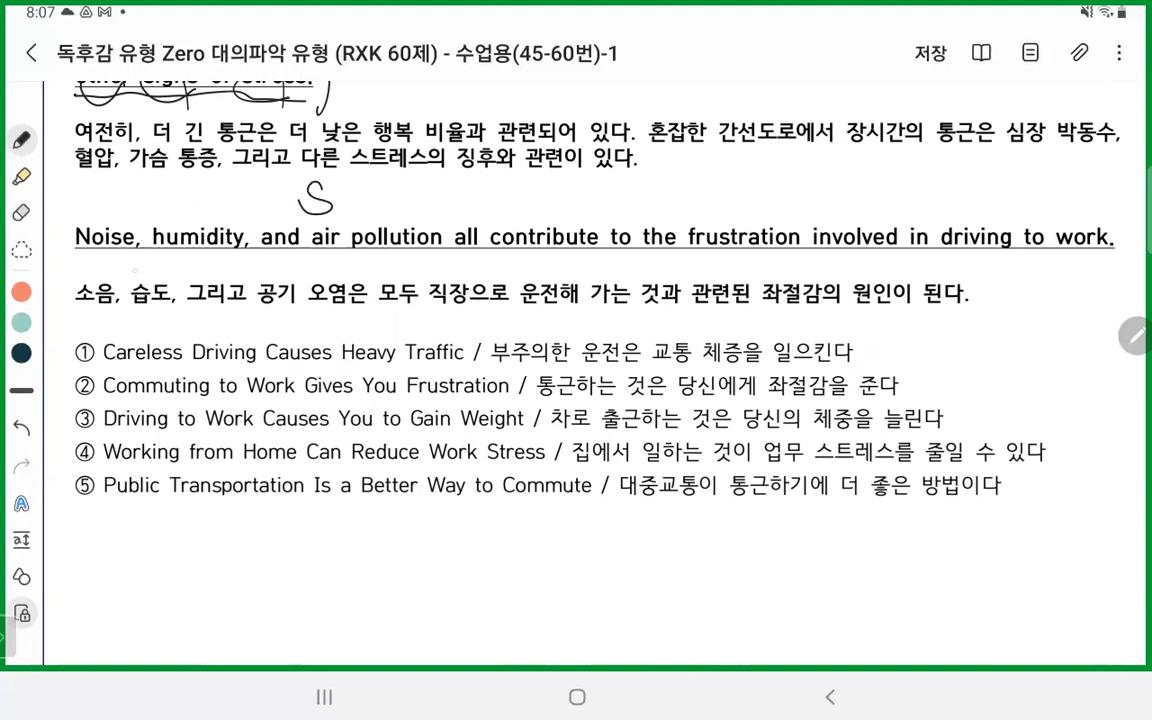 8:07
독후감 유형 Zero 대의파악 유형 (RXK 60제) - 수업용(45-60번)-1
저장
other signs of stress.
여전히, 더 긴 통근은 더 낮은 행복 비율과 관련되어 있다. 혼잡한 간선도로에서 장시간의 통근은 심장 박동수,
혈압, 가슴 통증, 그리고 다른 스트레스의 징후와 관련이 있다.
S
Noise, humidity, and air pollution all contribute to the frustration involved in driving to work.
소음, 습도, 그리고 공기 오염은 모두 직장으로 운전해 가는 것과 관련된 좌절감의 원인이 된다.
① Careless Driving Causes Heavy Traffic / 부주의한 운전은 교통 체증을 일으킨다
② Commuting to Work Gives You Frustration / 통근하는 것은 당신에게 좌절감을 준다
③ Driving to Work Causes You to Gain Weight / 차로 출근하는 것은 당신의 체중을 늘린다
④ Working from Home Can Reduce Work Stress / 집에서 일하는 것이 업무 스트레스를 줄일 수 있다
⑤ Public Transportation Is a Better Way to Commute / 대중교통이 통근하기에 더 좋은 방법이다